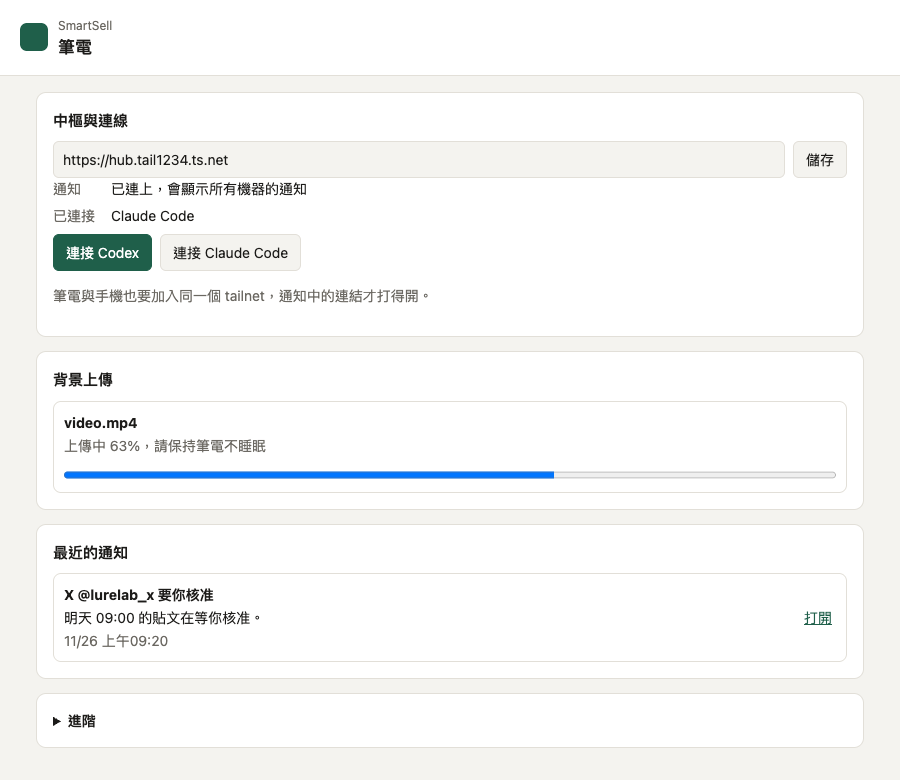 SmartSell
筆電
中樞與連線
https://hub.tail1234.ts.net
儲存
通知 已連上，會顯示所有機器的通知
已連接 Claude Code
連接 Codex 連接 Claude Code
筆電與手機也要加入同一個 tailnet，通知中的連結才打得開。
背景上傳
video.mp4
上傳中 63%，請保持筆電不睡眠
最近的通知
X @lurelab_x 要你核准
明天 09:00 的貼文在等你核准。
打開
11/26 上午09:20
進階